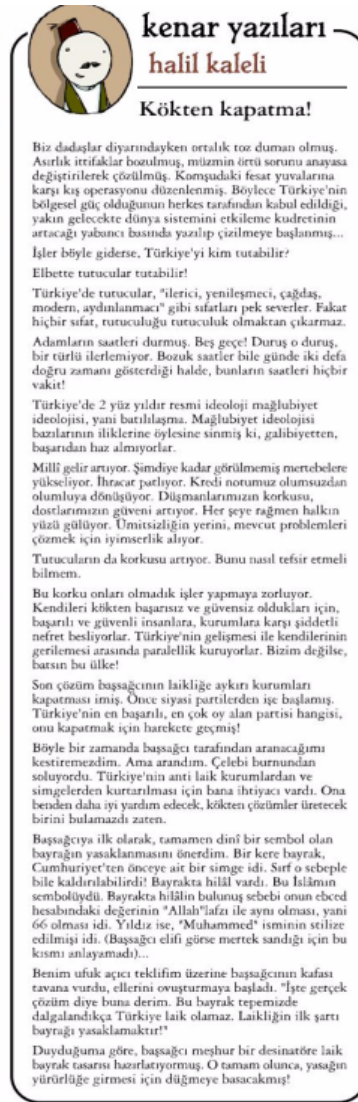 kenar yazıları
halil kaleli
Kökten kapatma!
Biz dadaşlar diyarındayken ortalık toz duman olmuş.
Asırlık ittifaklar bozulmuş, müzmin örtü sorunu anayasa
değiştirilerek çözülmüş. Komşudaki fesat yuvalarına
karşı kış operasyonu düzenlenmiş. Böylece Türkiye'nin
bölgesel güç olduğunun herkes tarafından kabul edildiği,
yakın gelecekte dünya sistemini etkileme kudretinin
artacağı yabancı basında yazılıp çizilmeye başlanmış...
İşler böyle giderse, Türkiye'yi kim tutabilir?
Elbette tutucular tutabilir!
Türkiye'de tutucular, "ilerici, yenileşmeci, çağdaş,
modern, aydınlanmacı" gibi sıfatları pek severler. Fakat
hiçbir sıfat, tutuculuğu tutuculuk olmaktan çıkarmaz.
Adamların saatleri durmuş. Beş geçe! Duruş o duruş,
bir türlü ilerlemiyor. Bozuk saatler bile günde iki defa
doğru zamanı gösterdiği halde, bunların saatleri hiçbir
vakit!
Türkiye'de 2 yüz yıldır resmi ideoloji mağlubiyet
ideolojisi, yani batılılaşma. Mağlubiyet ideolojisi
bazılarının iliklerine öylesine sinmiş ki, galibiyetten,
başarıdan haz almıyorlar.
Millî gelir artıyor. Şimdiye kadar görülmemiş mertebelere
yükseliyor. İhracat patlıyor. Kredi notumuz olumsuzdan
olumluya dönüşüyor. Düşmanlarımızın korkusu,
dostlarımızın güveni artıyor. Her şeye rağmen halkın
yüzü gülüyor. Ümitsizliğin yerini, mevcut problemleri
çözmek için iyimserlik alıyor.
Tutucuların da korkusu artıyor. Bunu nasıl tefsir etmeli
bilmem.
Bu korku onları olmadık işler yapmaya zorluyor.
Kendileri kökten başarısız ve güvensiz oldukları için,
başarılı ve güvenli insanlara, kurumlara karşı şiddetli
nefret besliyorlar. Türkiye'nin gelişmesi ile kendilerinin
gerilemesi arasında paralellik kuruyorlar. Bizim değilse,
batsın bu ülke!
Son çözüm başsağcının laikliğe aykırı kurumları
kapatması imiş. Önce siyasi partilerden işe başlamış.
Türkiye'nin en başarılı, en çok oy alan partisi hangisi,
onu kapatmak için harekete geçmiş!
Böyle bir zamanda başsağcı tarafından aranacağımı
kestiremezdim. Ama arandım. Çelebi burnundan
soluyordu. Türkiye'nin anti laik kurumlardan ve
simgelerden kurtarılması için bana ihtiyacı vardı. Ona
benden daha iyi yardım edecek, kökten çözümler üretecek
birini bulamazdı zaten.
Başsağcıya ilk olarak, tamamen dinî bir sembol olan
bayrağın yasaklanmasını önerdim. Bir kere bayrak,
Cumhuriyet'ten önceye ait bir simge idi. Sırf o sebeple
bile kaldırılabilirdi! Bayrakta hilâl vardı. Bu İslâmın
sembolüydü. Bayrakta hilâlin bulunuş sebebi onun ebced
hesabındaki değerinin "Allah"lafzı ile aynı olması, yani
66 olması idi. Yıldız ise, "Muhammed" isminin stilize
edilmişi idi. (Başsağcı elifi görse mertek sandığı için bu
kısmı anlayamadı)...
Benim ufuk açıcı teklifim üzerine başsağcının kafası
tavana vurdu, ellerini ovuşturmaya başladı. "İşte gerçek
çözüm diye buna derim. Bu bayrak tepemizde
dalgalandıkça Türkiye laik olamaz. Laikliğin ilk şartı
bayrağı yasaklamaktır!"
Duyduğuma göre, başsağcı meşhur bir desinatöre laik
bayrak tasarısı hazırlatıyormuş. O tamam olunca, yasağın
yürürlüğe girmesi için düğmeye basacakmış!